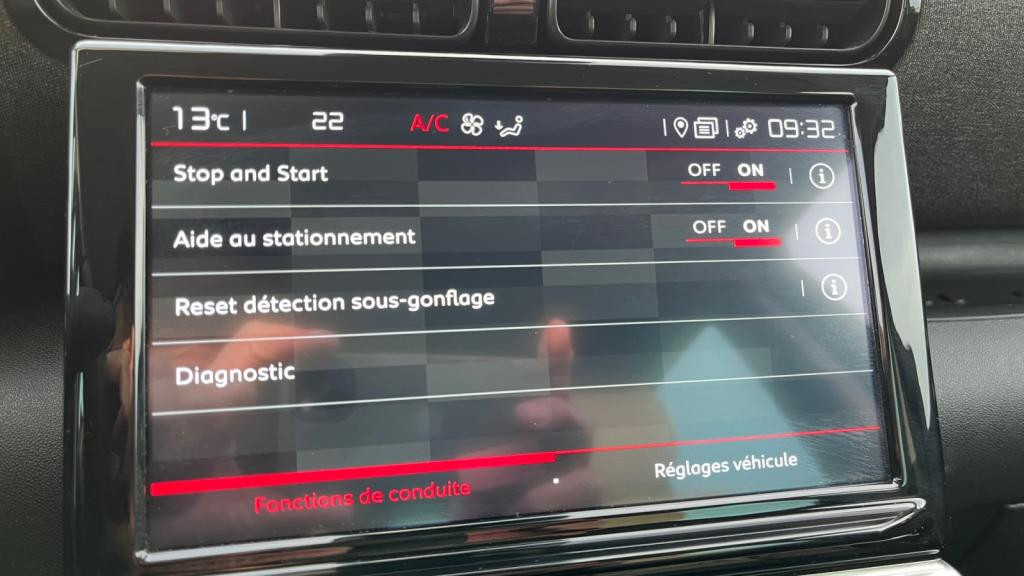 13°C 22 A/C 09:32
Stop and Start OFF ON
Aide au stationnement OFF ON
Reset détection sous-gonflage
Diagnostic
Fonctions de conduite Réglages véhicule